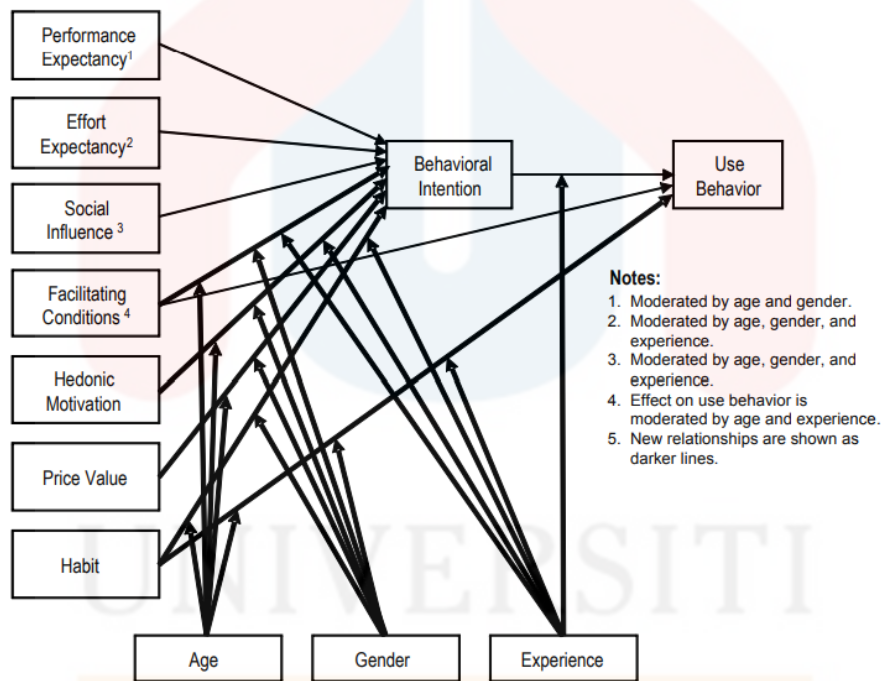 Performance
Expectancy¹
Effort
Expectancy²
Social
Influence ³
Facilitating
Conditions ⁴
Hedonic
Motivation
Price Value
Habit
Behavioral
Intention
Use
Behavior
Notes:
1. Moderated by age and gender.
2. Moderated by age, gender, and
experience.
3. Moderated by age, gender, and
experience.
4. Effect on use behavior is
moderated by age and experience.
5. New relationships are shown as
darker lines.
UNIVERSITI
Age
Gender
Experience